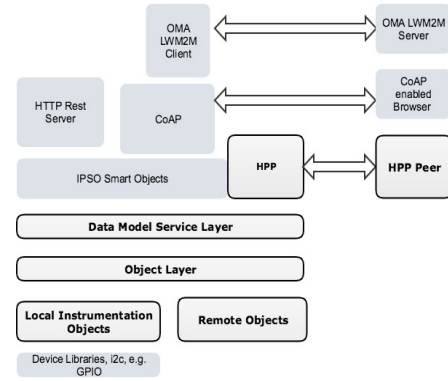 OMA
LWM2M
Client
OMA LWM2M
Server
HTTP Rest
Server
CoAP
CoAP
enabled
Browser
IPSO Smart Objects
HPP
HPP Peer
Data Model Service Layer
Object Layer
Local Instrumentation
Objects
Remote Objects
Device Libraries, i2c, e.g.
GPIO